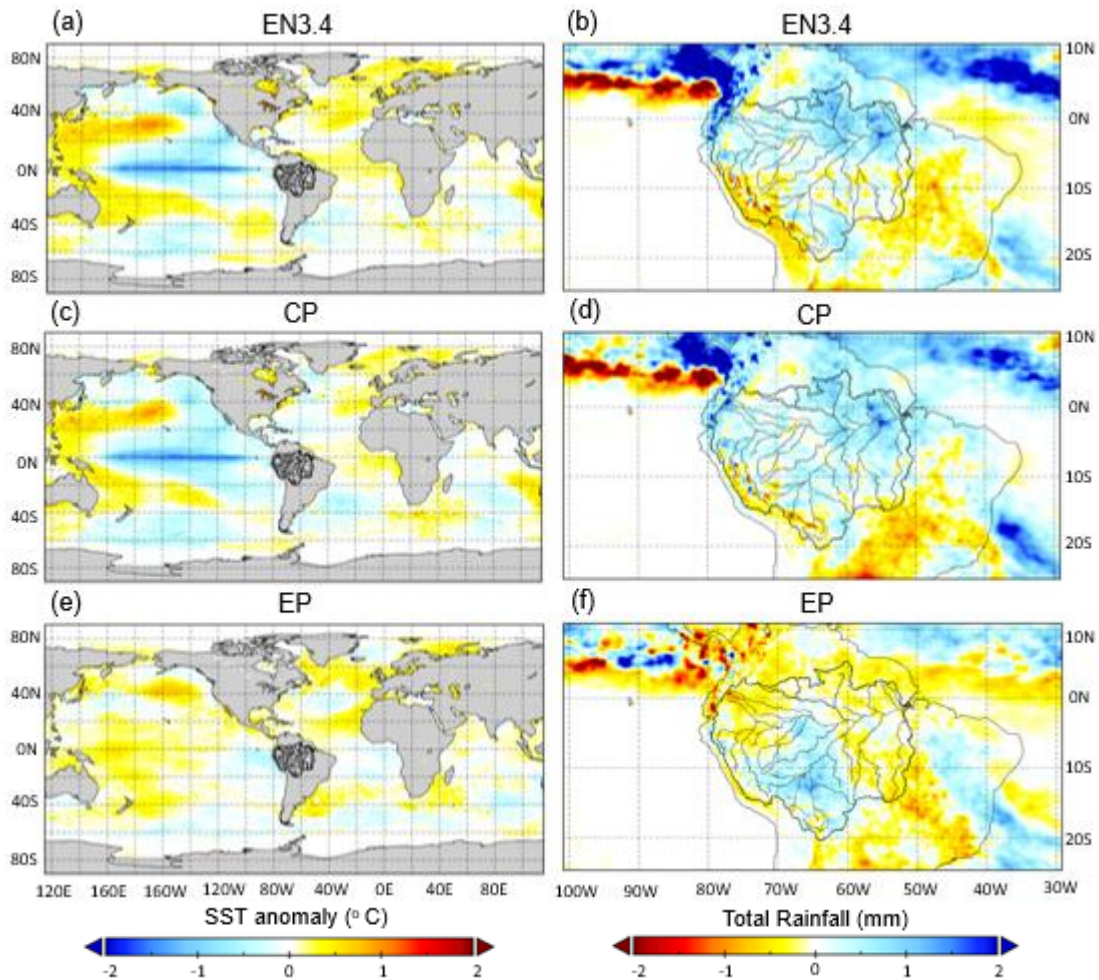 (a) EN3.4 (b) EN3.4
80N 10N
40N 0N
0N 10S
40S 20S
80S
(c) CP (d) CP
80N 10N
40N 0N
0N 10S
40S 20S
80S
(e) EP (f) EP
80N 10N
40N 0N
0N 10S
40S 20S
80S
120E 160E 160W 120W 80W 40W 0E 40E 80E 100W 90W 80W 70W 60W 50W 40W 30W
SST anomaly (° C) Total Rainfall (mm)
-2 -1 0 1 2 -2 -1 0 1 2